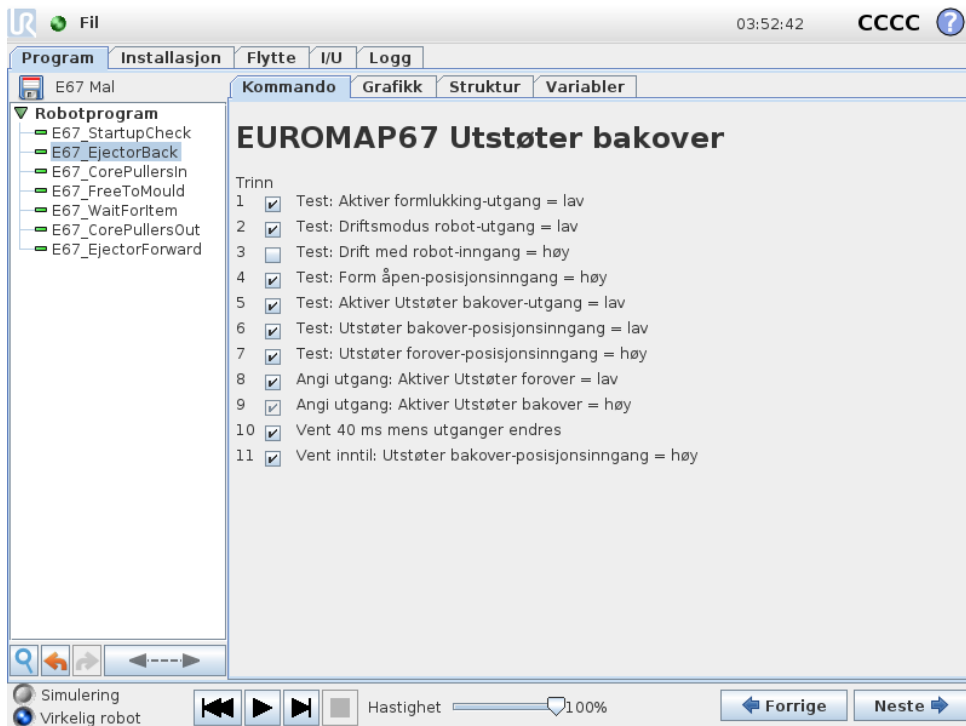 UR Fil 03:52:42 CCCC ?
Program Installasjon Flytte I/U Logg
E67 Mal
Kommando Grafikk Struktur Variabler
Robotprogram
E67_StartupCheck
E67_EjectorBack
E67_CorePullersIn
E67_FreeToMould
E67_WaitForItem
E67_CorePullersOut
E67_EjectorForward
EUROMAP67 Utstøter bakover
Trinn
1 Test: Aktiver formlukking-utgang = lav
2 Test: Driftsmodus robot-utgang = lav
3 Test: Drift med robot-inngang = høy
4 Test: Form åpen-posisjonsinngang = høy
5 Test: Aktiver Utstøter bakover-utgang = lav
6 Test: Utstøter bakover-posisjonsinngang = lav
7 Test: Utstøter forover-posisjonsinngang = høy
8 Angi utgang: Aktiver Utstøter forover = lav
9 Angi utgang: Aktiver Utstøter bakover = høy
10 Vent 40 ms mens utganger endres
11 Vent inntil: Utstøter bakover-posisjonsinngang = høy
Simulering
Virkelig robot
Hastighet 100%
Forrige Neste